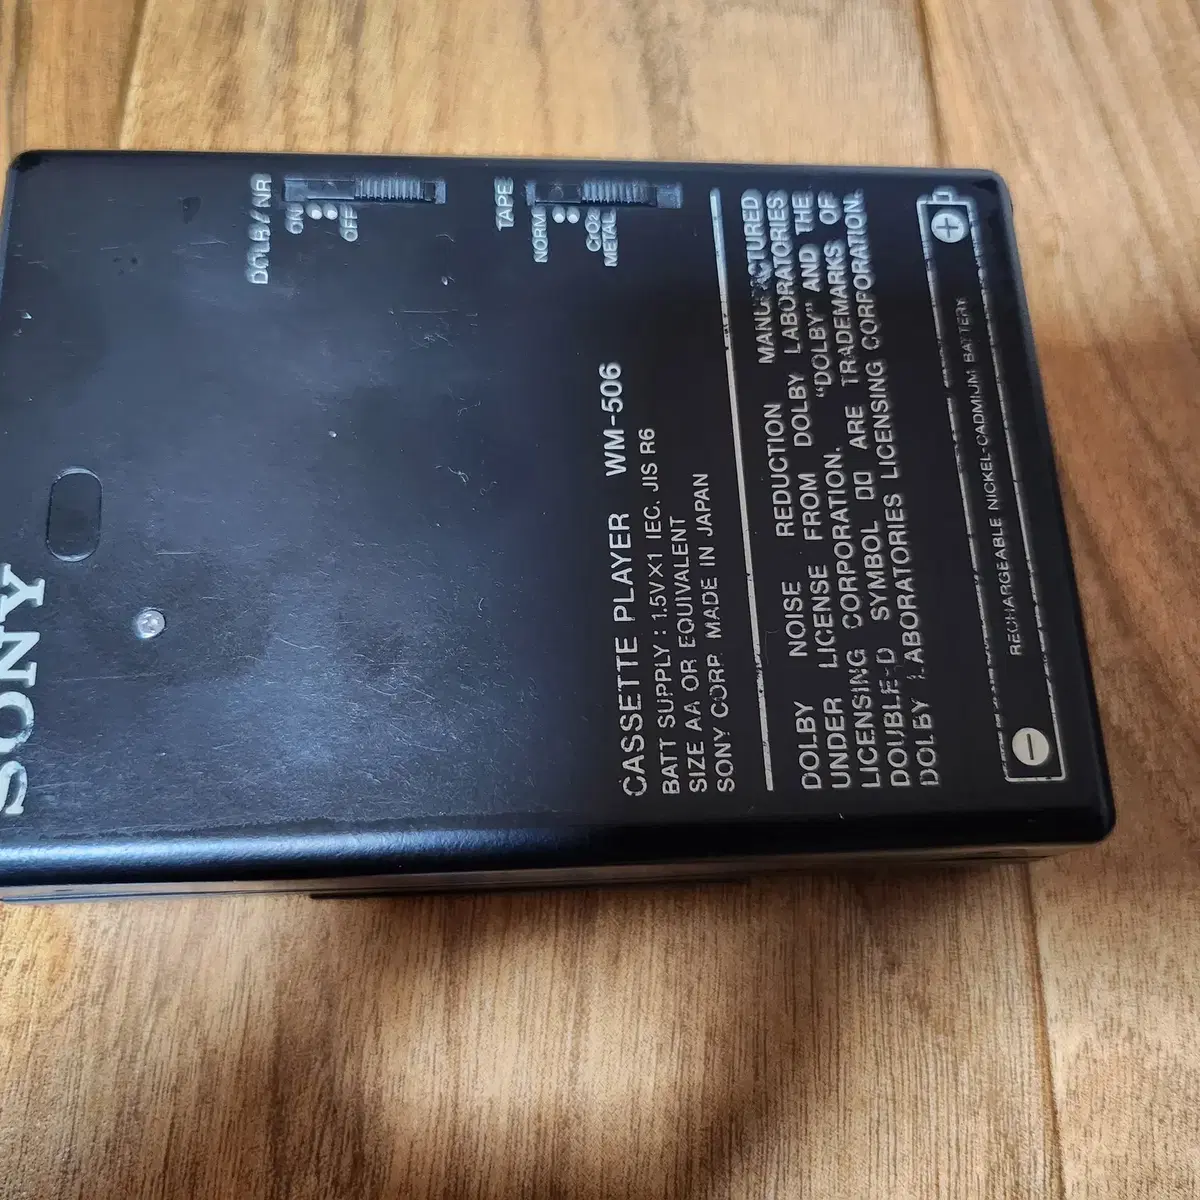 SONY
DOLBY NR
ON
OFF
TAPE
NORM
CrO2
METAL
CASSETTE PLAYER WM-506
BATT SUPPLY : 1.5V×1 IEC. JIS R6
SIZE AA OR EQUIVALENT
SONY CORP. MADE IN JAPAN
DOLBY NOISE REDUCTION MANUFACTURED
UNDER LICENSE FROM DOLBY LABORATORIES
LICENSING CORPORATION. "DOLBY" AND THE
DOUBLE-D SYMBOL ARE TRADEMARKS OF
DOLBY LABORATORIES LICENSING CORPORATION.
+
RECHARGEABLE NICKEL-CADMIUM BATTERY
−